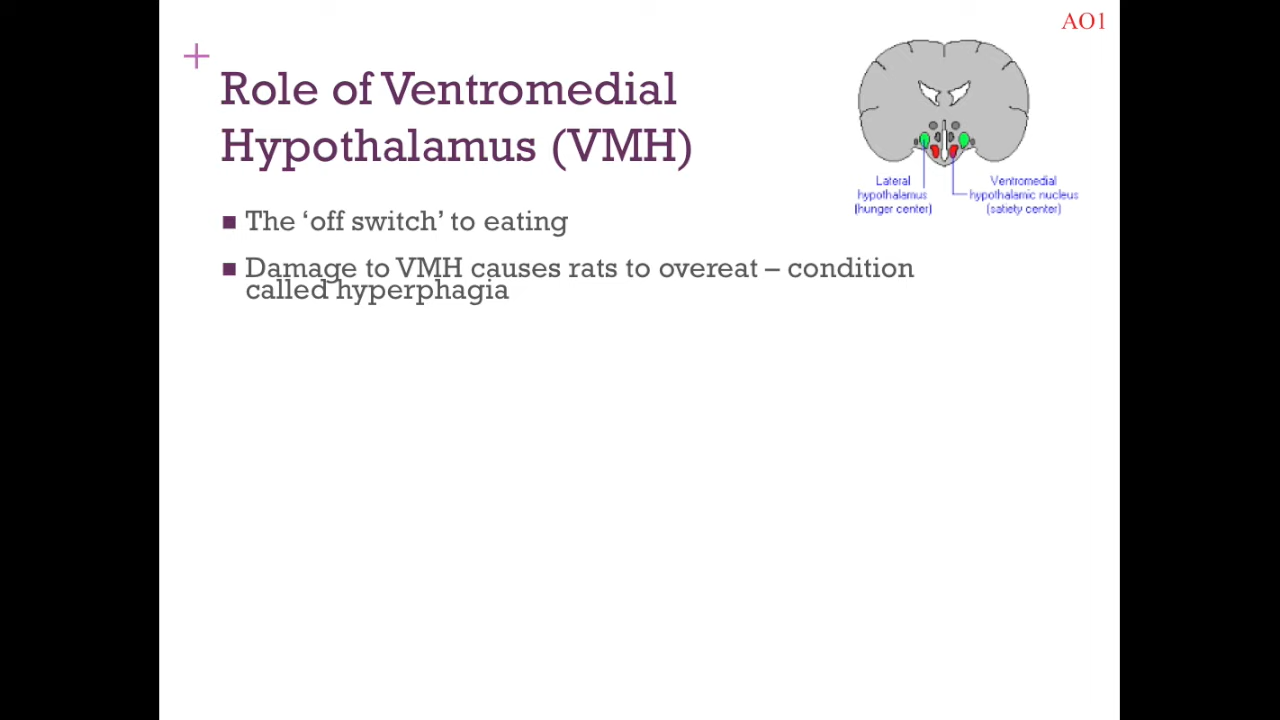 AO1
+
Role of Ventromedial
Hypothalamus (VMH)
Lateral
hypothalamus
(hunger center)
Ventromedial
hypothalamic nucleus
(satiety center)
■ The ‘off switch’ to eating
■ Damage to VMH causes rats to overeat – condition
called hyperphagia